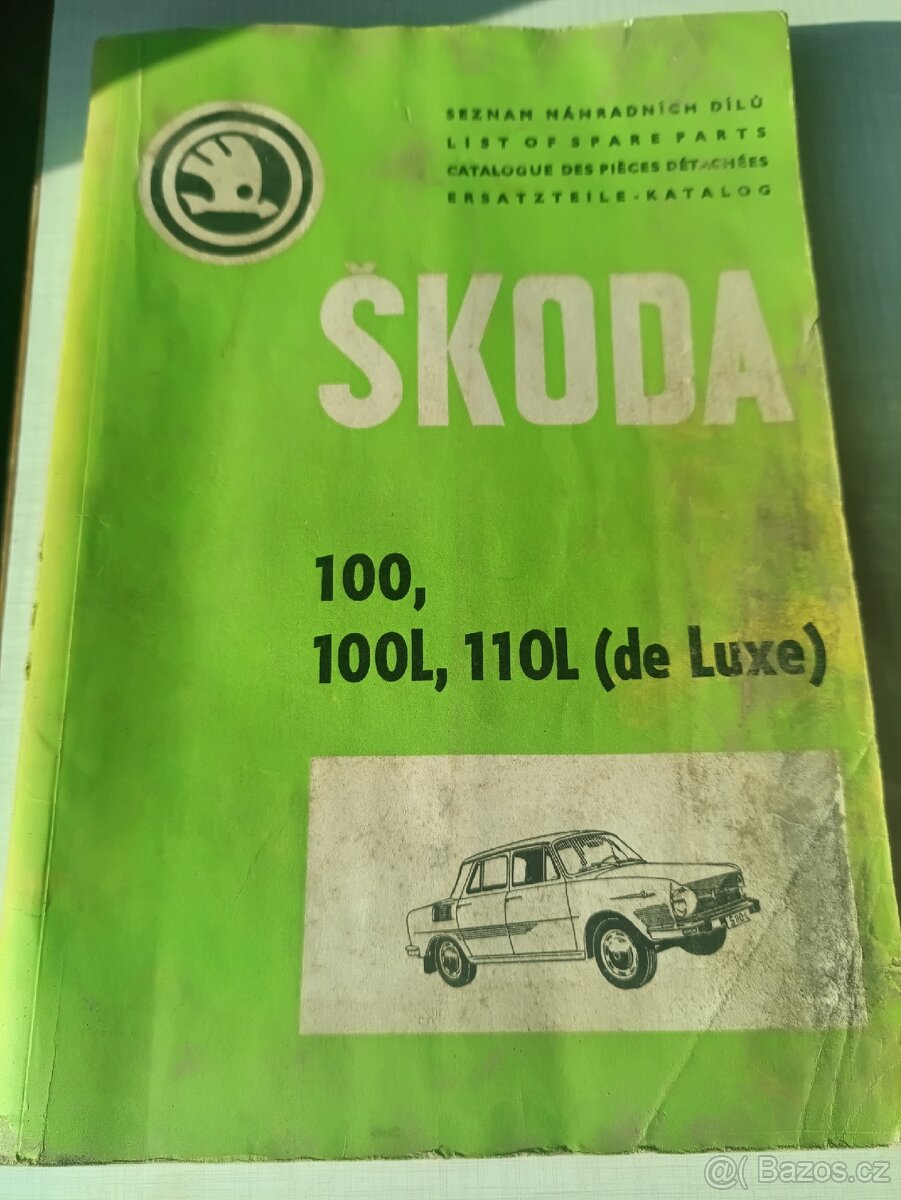 SEZNAM NÁHRADNÍCH DÍLŮ
LIST OF SPARE PARTS
CATALOGUE DES PIÈCES DÉTACHÉES
ERSATZTEILE-KATALOG
ŠKODA
100,
100L, 110L (de Luxe)
@( Bazos.cz